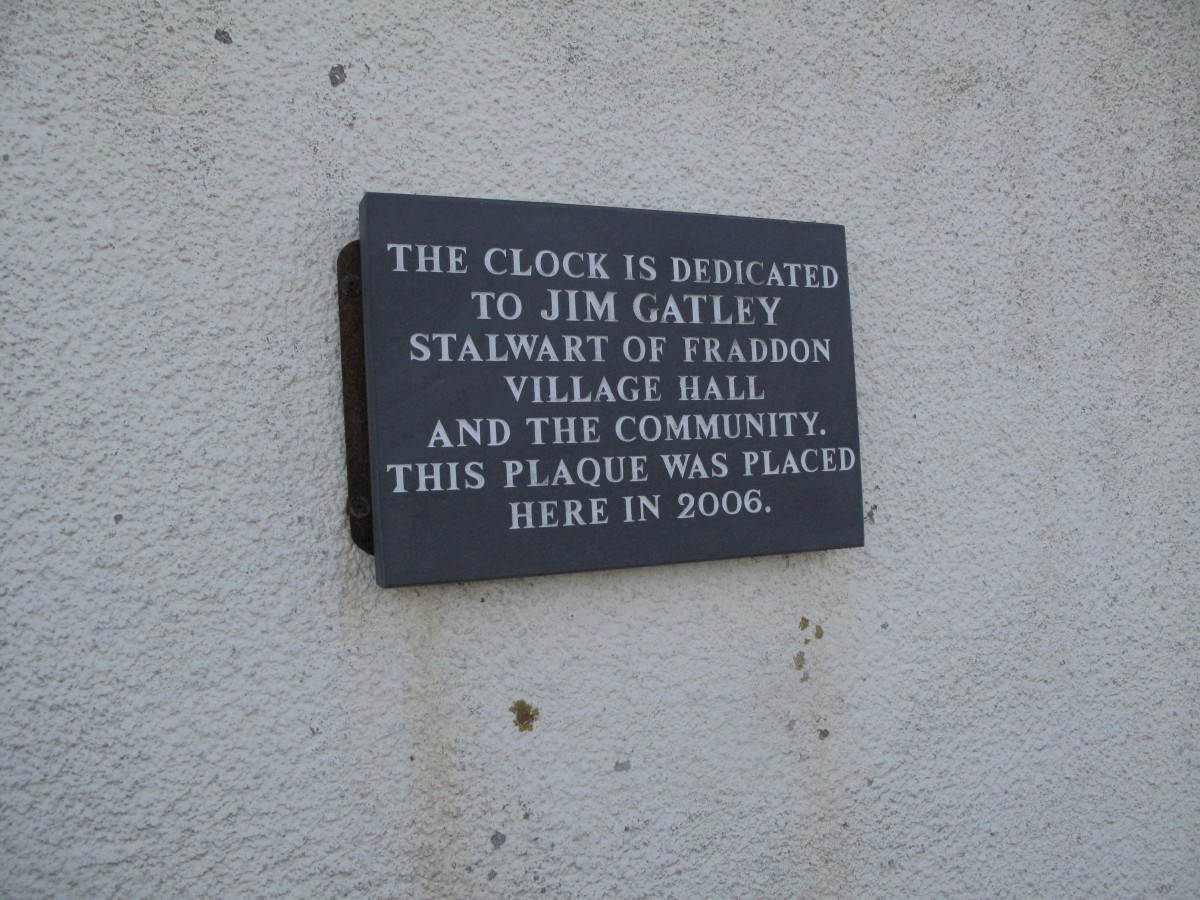 THE CLOCK IS DEDICATED
TO JIM GATLEY
STALWART OF FRADDON
VILLAGE HALL
AND THE COMMUNITY.
THIS PLAQUE WAS PLACED
HERE IN 2006.